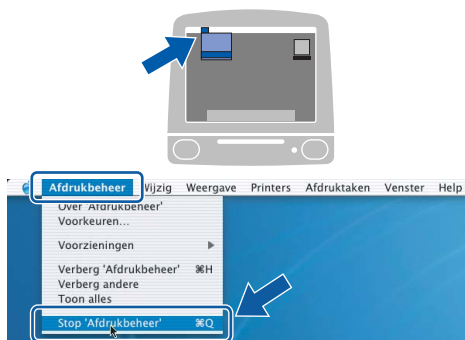 Afdrukbeheer Wijzig Weergave Printers Afdruktaken Venster Help
Over 'Afdrukbeheer'
Voorkeuren...
Voorzieningen ▶
Verberg 'Afdrukbeheer' ⌘H
Verberg andere
Toon alles
Stop 'Afdrukbeheer' ⌘Q